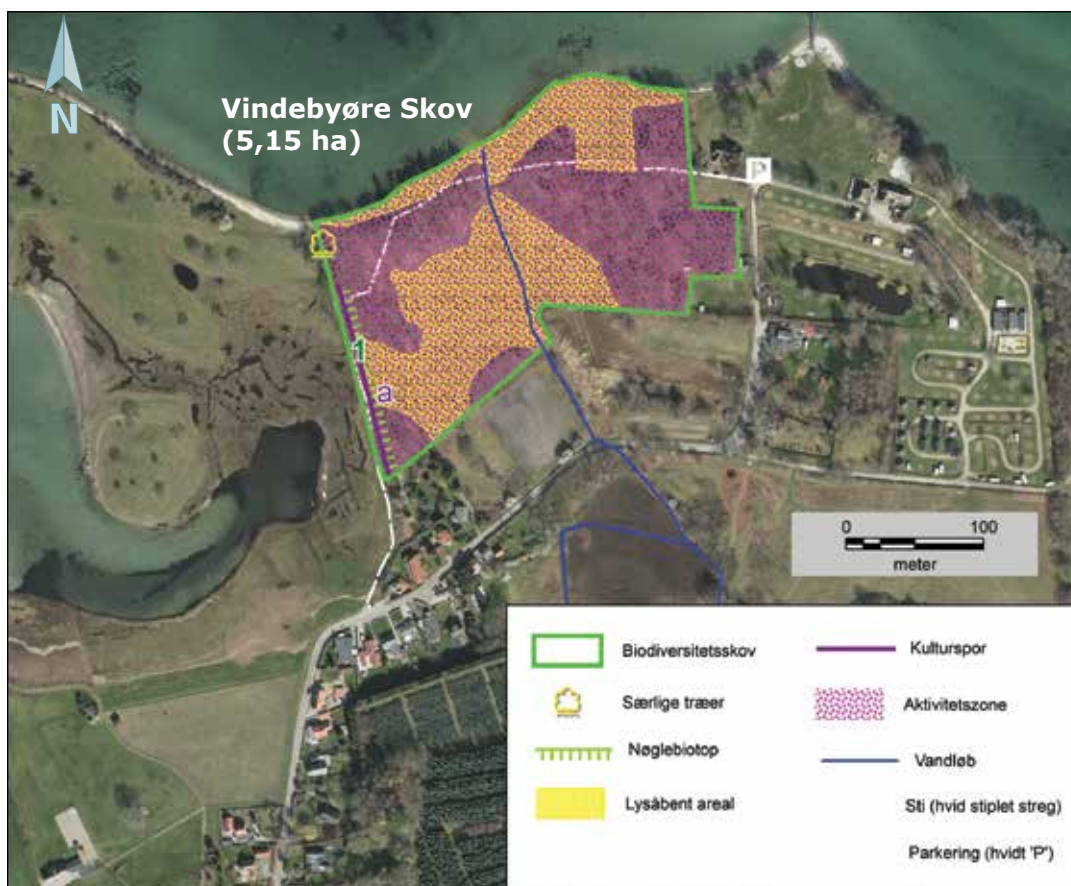 N
Vindebyøre Skov
(5,15 ha)
P
1
a
0 100
meter
Biodiversitetsskov
Særlige træer
Nøglebiotop
Lysåbent areal
Kulturspor
Aktivitetszone
Vandløb
Sti (hvid stiplet streg)
Parkering (hvidt 'P')